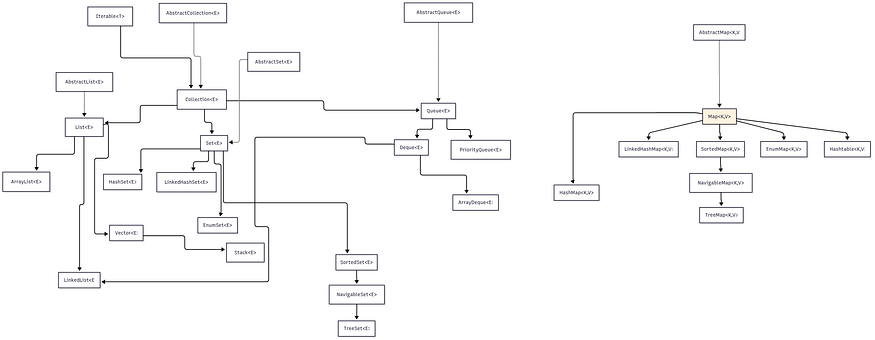 Iterable<T>
AbstractCollection<E>
AbstractQueue<E>
AbstractMap<K,V
AbstractSet<E>
AbstractList<E>
Collection<E>
Queue<E>
Map<K,V>
List<E>
Set<E>
Deque<E>
PriorityQueue<E>
LinkedHashMap<K,V:
SortedMap<K,V>
EnumMap<K,V>
Hashtable<K,V:
ArrayList<E>
HashSet<E:
LinkedHashSet<E>
NavigableMap<K,V>
HashMap<K,V>
ArrayDeque<E:
TreeMap<K,V>
EnumSet<E>
Vector<E:
Stack<E>
SortedSet<E>
LinkedList<E
NavigableSet<E>
TreeSet<E: